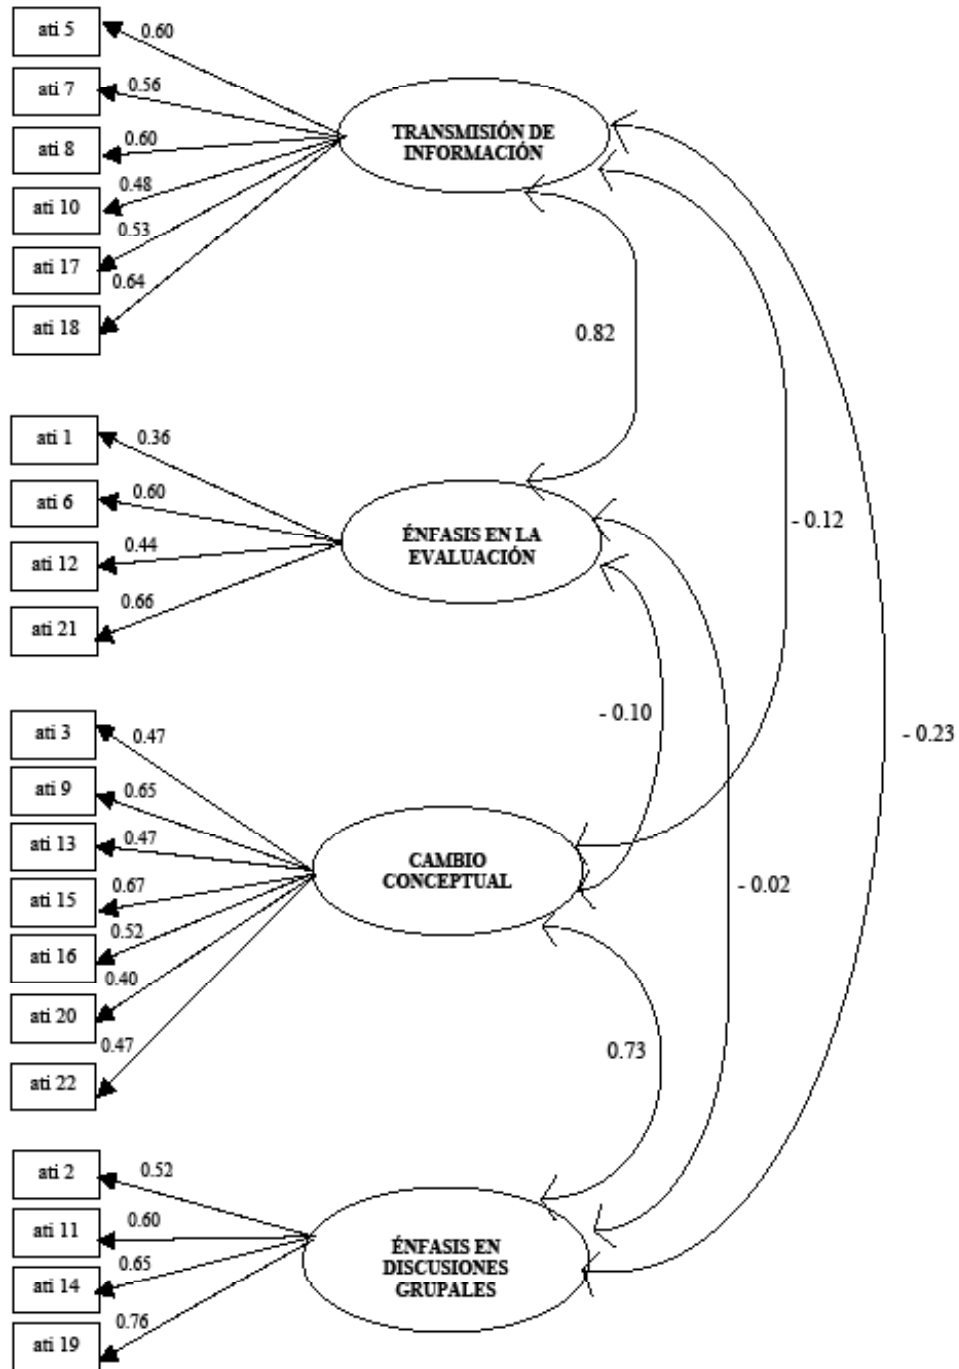 ati 5
0.60
ati 7
0.56
ati 8
0.60
ati 10
0.48
ati 17
0.53
ati 18
0.64
TRANSMISIÓN DE
INFORMACIÓN
0.82
ati 1
0.36
ati 6
0.60
ati 12
0.44
ati 21
0.66
ÉNFASIS EN LA
EVALUACIÓN
- 0.12
- 0.10
- 0.23
ati 3
0.47
ati 9
0.65
ati 13
0.47
ati 15
0.67
ati 16
0.52
ati 20
0.40
ati 22
0.47
CAMBIO
CONCEPTUAL
- 0.02
0.73
ati 2
0.52
ati 11
0.60
ati 14
0.65
ati 19
0.76
ÉNFASIS EN
DISCUSIONES
GRUPALES